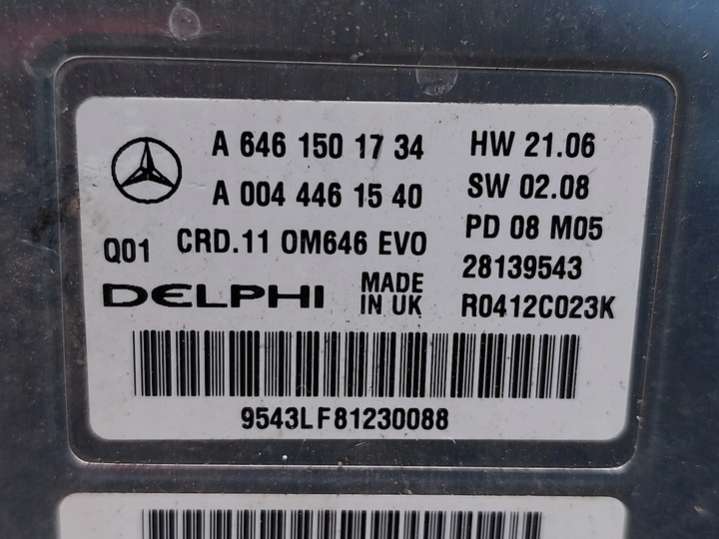 A 646 150 17 34 HW 21.06
A 004 446 15 40 SW 02.08
Q01 CRD.11 OM646 EVO PD 08 M05
28139543
DELPHI MADE IN UK R0412C023K
9543LF81230088